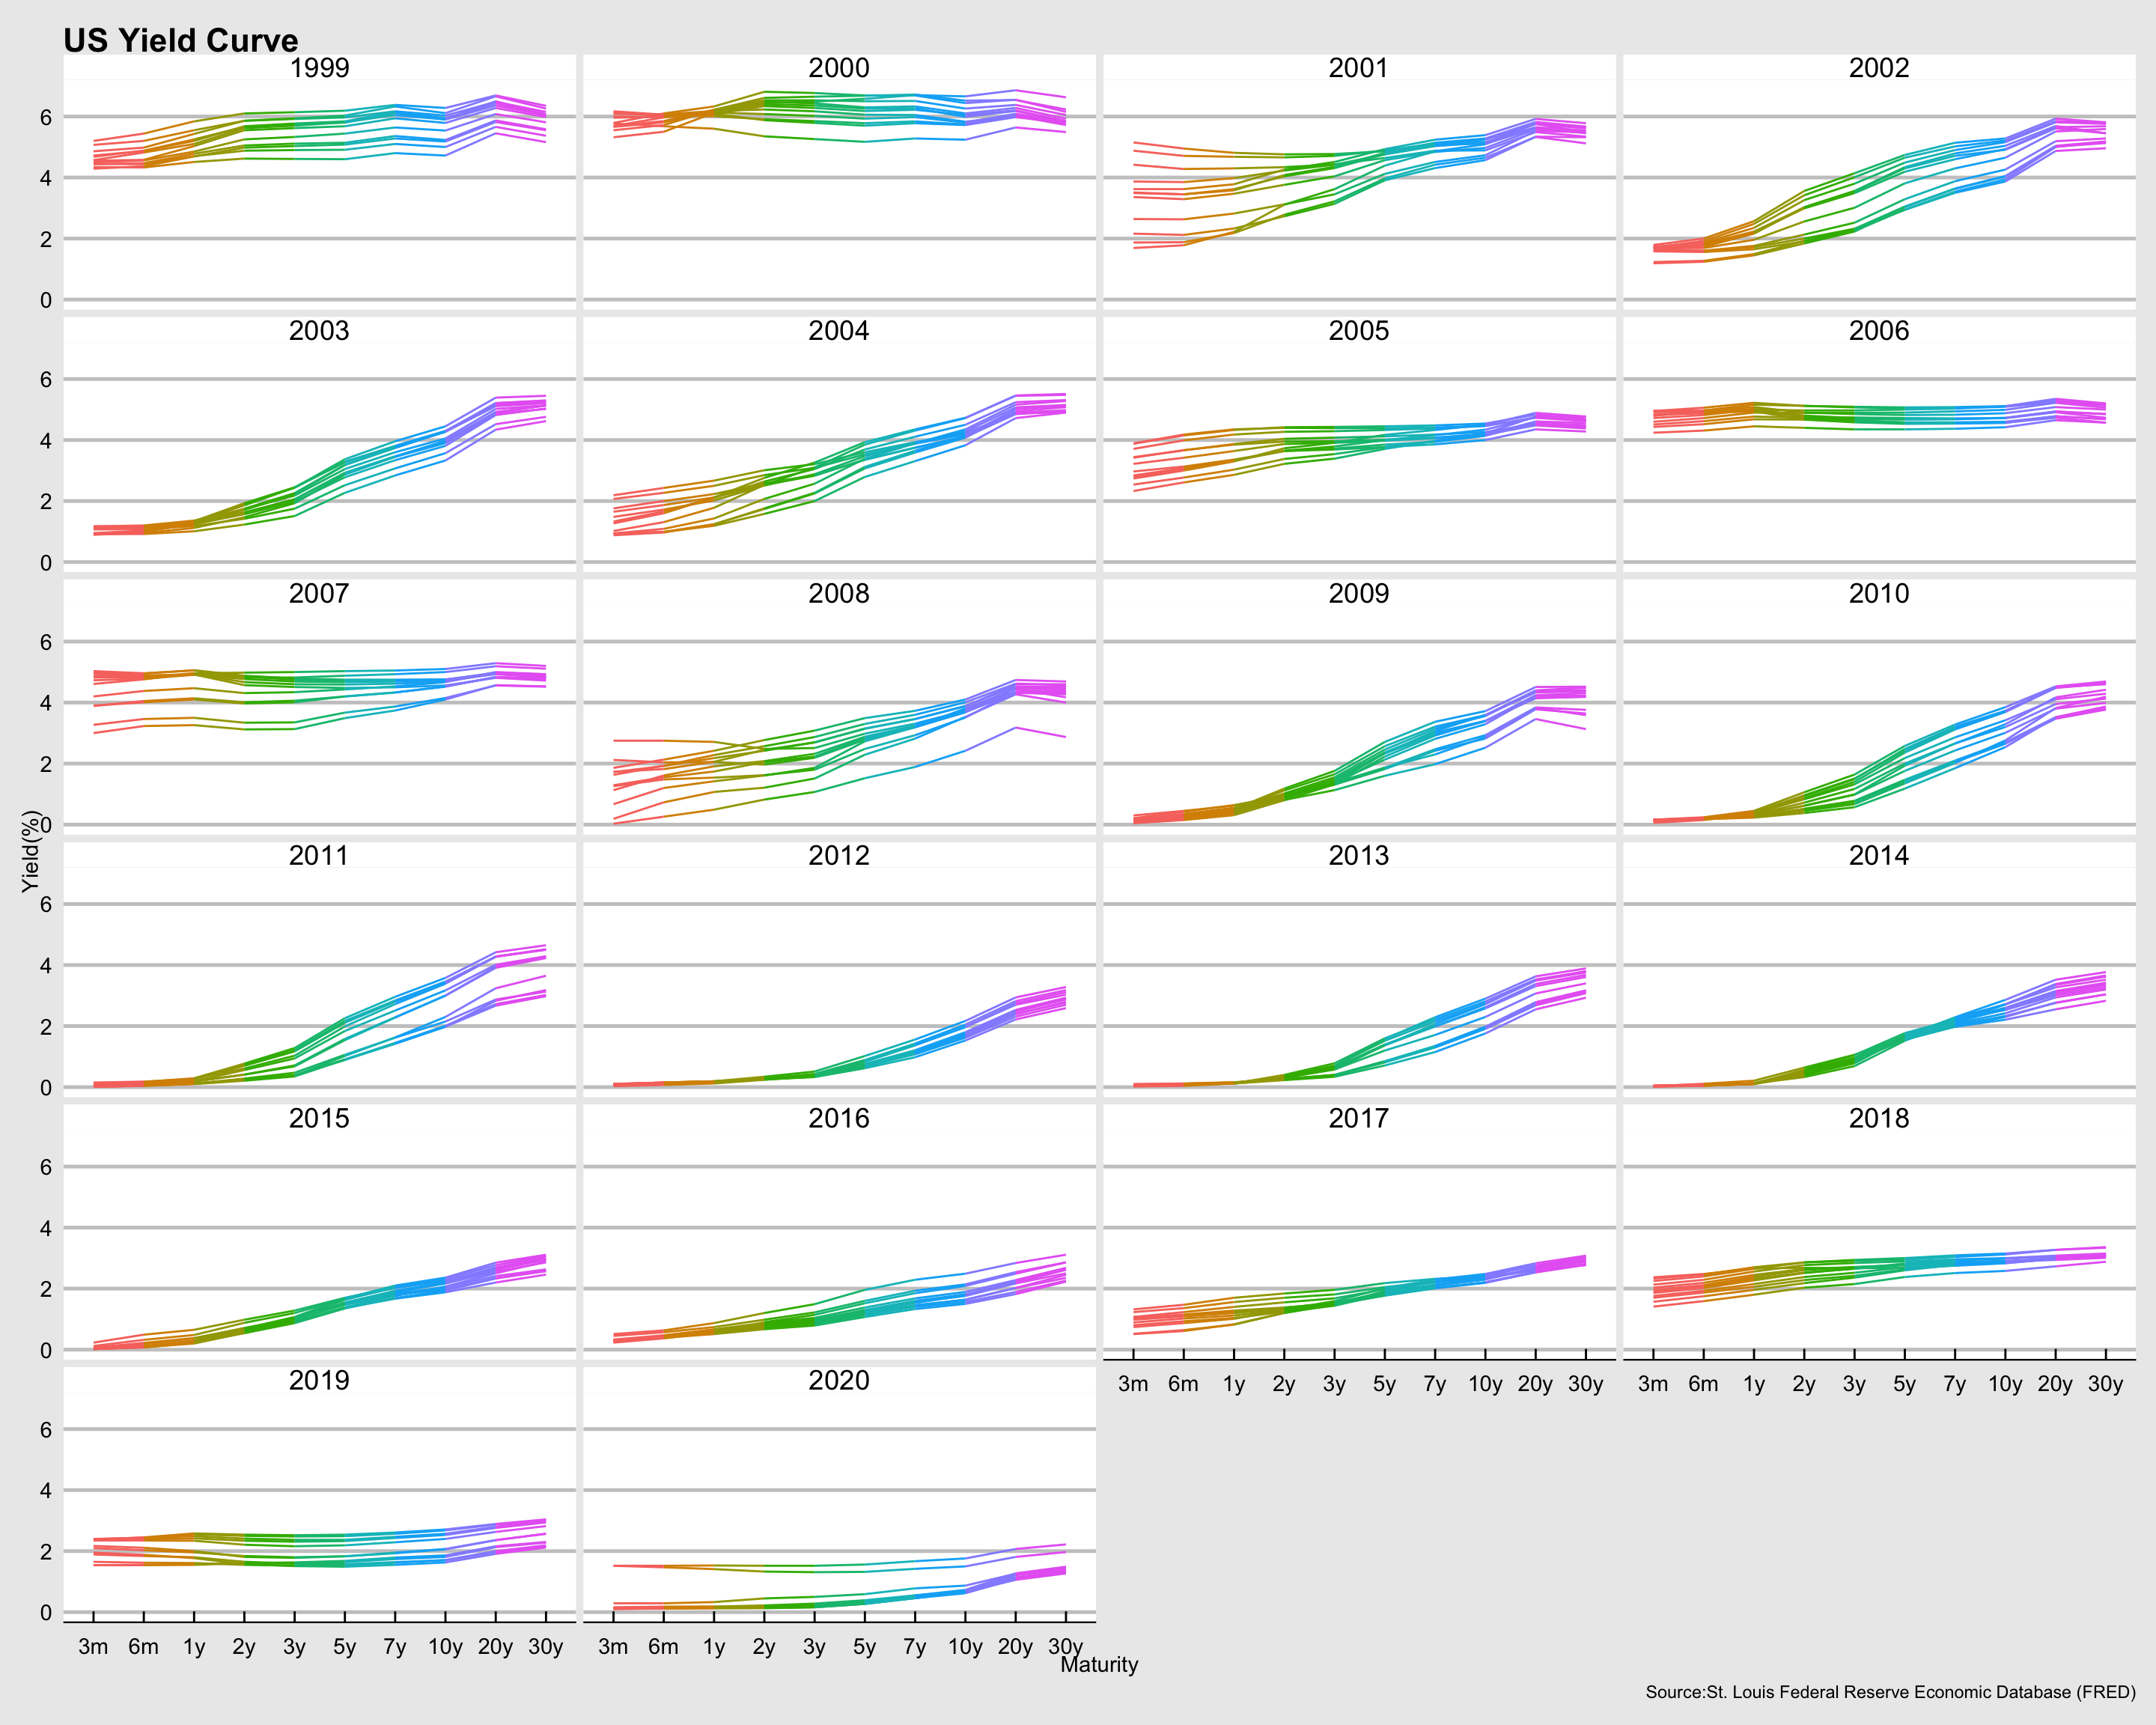 US Yield Curve
1999 2000 2001 2002
6
4
2
0
2003 2004 2005 2006
6
4
2
0
2007 2008 2009 2010
6
4
2
0
Yield(%)
2011 2012 2013 2014
6
4
2
0
2015 2016 2017 2018
6
4
2
0
3m 6m 1y 2y 3y 5y 7y 10y 20y 30y 3m 6m 1y 2y 3y 5y 7y 10y 20y 30y
2019 2020
6
4
2
0
3m 6m 1y 2y 3y 5y 7y 10y 20y 30y 3m 6m 1y 2y 3y 5y 7y 10y 20y 30y
Maturity
Source:St. Louis Federal Reserve Economic Database (FRED)